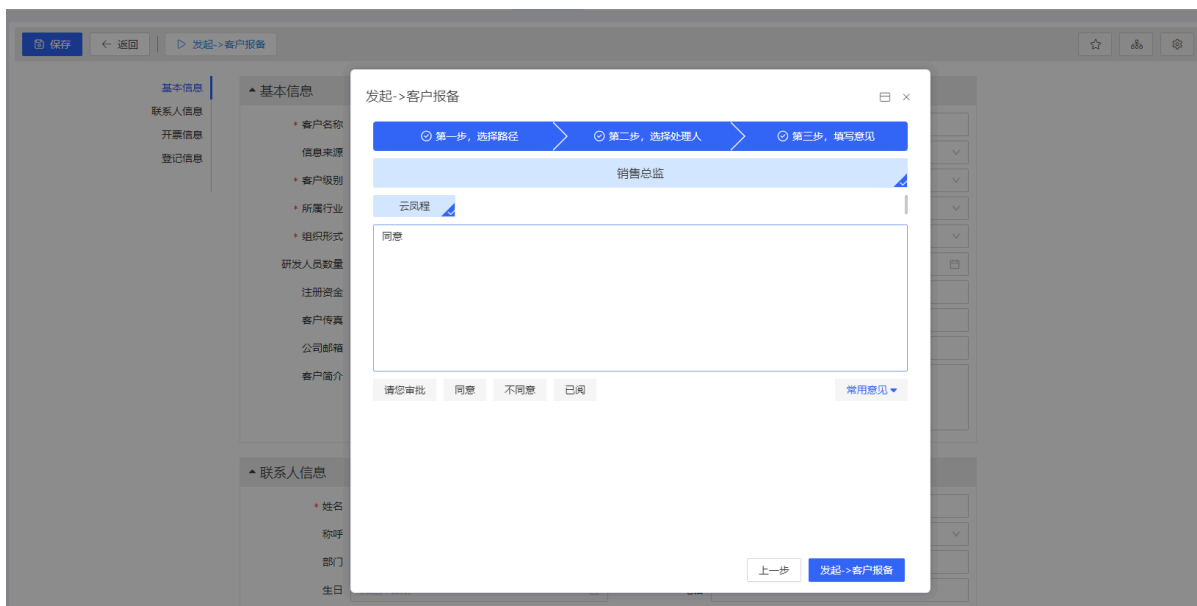 保存
返回
发起->客户报备
基本信息
联系人信息
开票信息
登记信息
基本信息
* 客户名称
信息来源
* 客户级别
* 所属行业
* 组织形式
研发人员数量
注册资金
客户传真
公司邮箱
客户简介
联系人信息
* 姓名
称呼
部门
生日
发起->客户报备
第一步，选择路径
第二步，选择处理人
第三步，填写意见
销售总监
云凤程
同意
请您审批
同意
不同意
已阅
常用意见
上一步
发起->客户报备